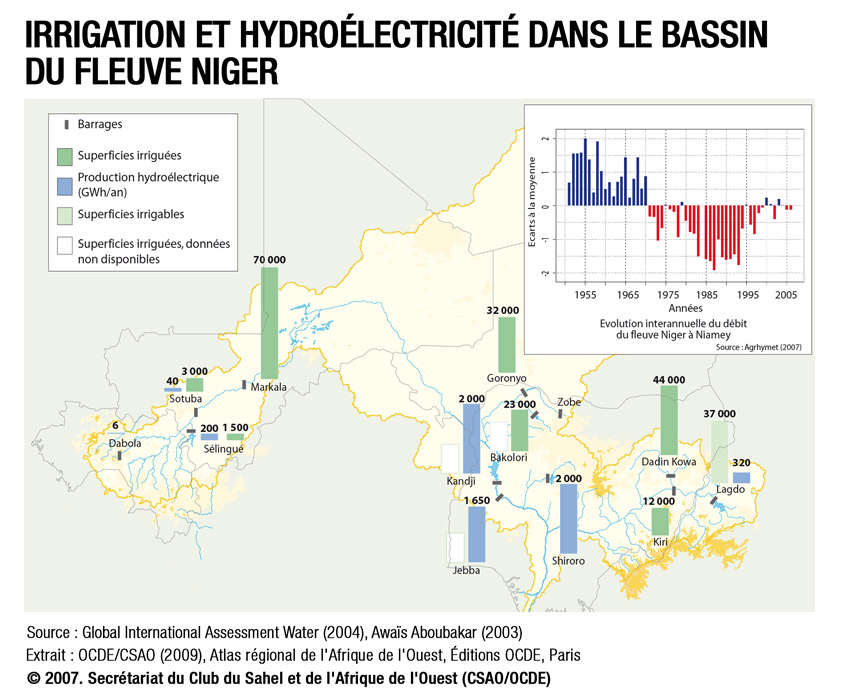 IRRIGATION ET HYDROÉLECTRICITÉ DANS LE BASSIN
DU FLEUVE NIGER
Barrages
Superficies irriguées
Production hydroélectrique
(GWh/an)
Superficies irrigables
Superficies irriguées, données
non disponibles
Ecarts à la moyenne
2
1
0
-1
-2
1955
1965
1975
1985
1995
2005
Années
Evolution interannuelle du débit
du fleuve Niger à Niamey
Source : Agrhymet (2007)
70 000
Markala
40
3 000
Sotuba
6
Dabola
200
1 500
Sélingué
32 000
Goronyo
2 000
Kandji
23 000
Bakolori
Zobe
44 000
Dadin Kowa
37 000
320
Lagdo
1 650
Jebba
2 000
Shiroro
12 000
Kiri
Source : Global International Assessment Water (2004), Awaïs Aboubakar (2003)
Extrait : OCDE/CSAO (2009), Atlas régional de l'Afrique de l'Ouest, Éditions OCDE, Paris
© 2007. Secrétariat du Club du Sahel et de l'Afrique de l'Ouest (CSAO/OCDE)